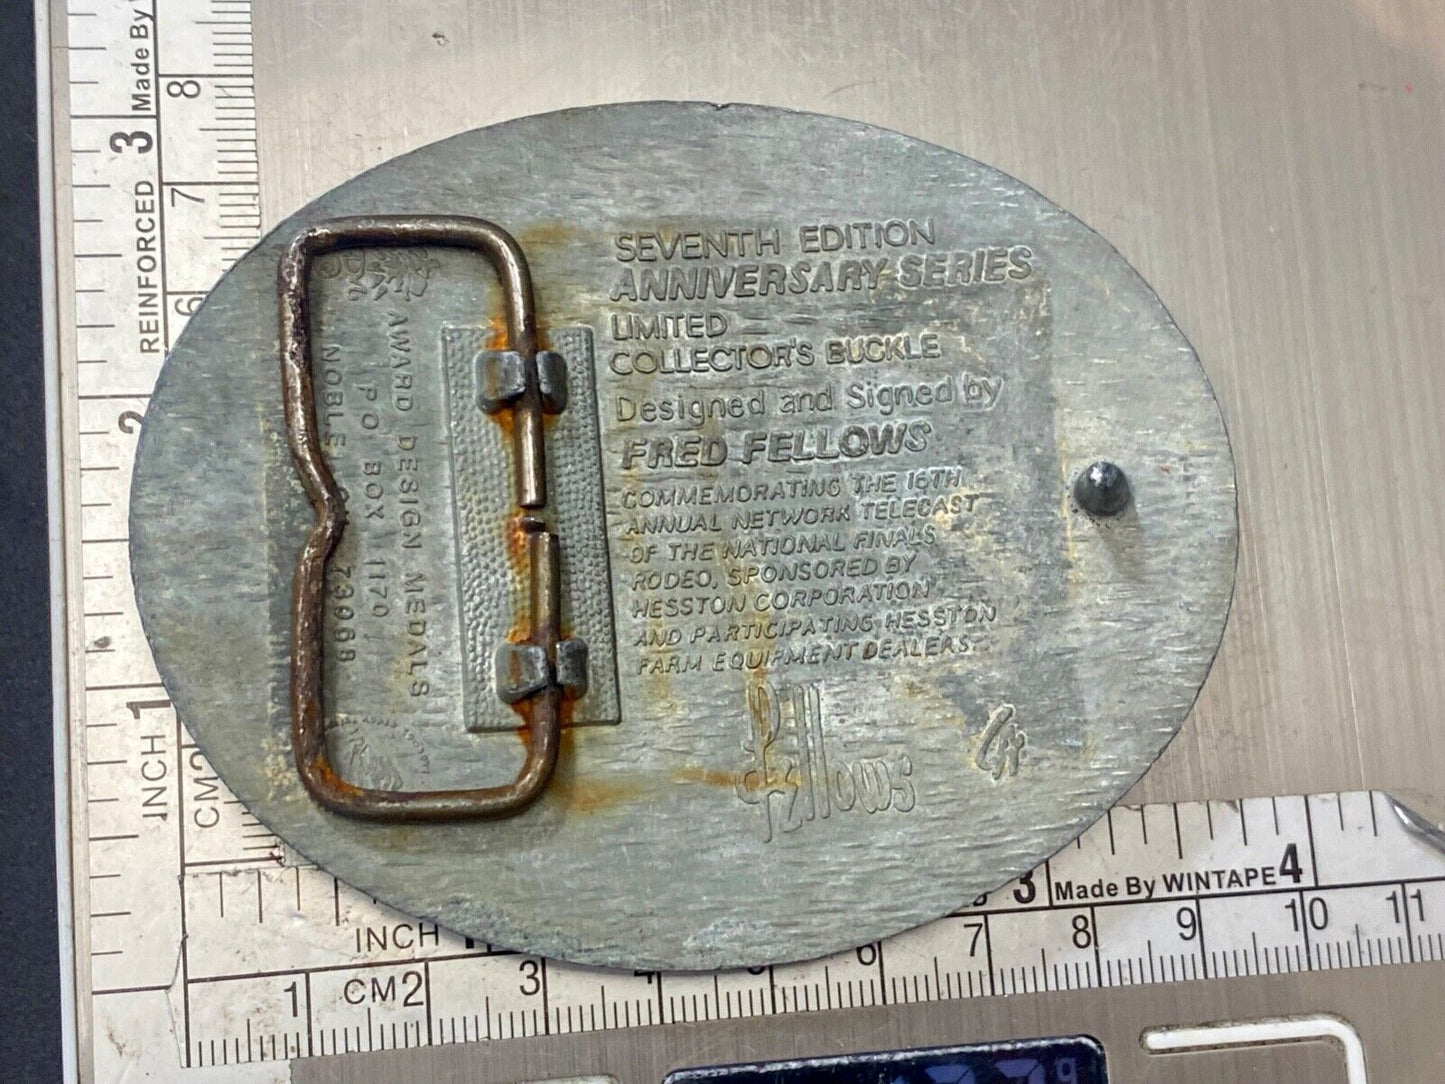 SEVENTH EDITION
ANNIVERSARY SERIES
LIMITED
COLLECTOR'S BUCKLE
Designed and Signed by
FRED FELLOWS
COMMEMORATING THE 16TH
ANNUAL NETWORK TELECAST
OF THE NATIONAL FINALS
RODEO, SPONSORED BY
HESSTON CORPORATION
AND PARTICIPATING HESSTON
FARM EQUIPMENT DEALERS
Fellows
AWARD DESIGN MEDALS
PO BOX 1170
NOBLE 73068
INCH 1 2 REINFORCED 3 Made By
CM 6 7 8
INCH 3 Made By WINTAPE 4
1 CM 2 3 4 5 6 7 8 9 10 11